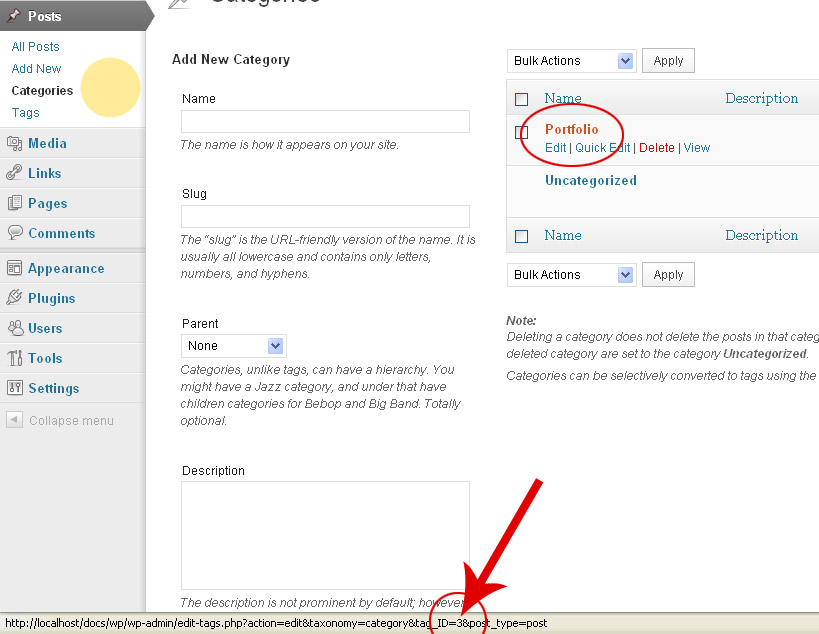 Categories
Posts
All Posts
Add New
Categories
Tags
Media
Links
Pages
Comments
Appearance
Plugins
Users
Tools
Settings
Collapse menu
Add New Category
Name
The name is how it appears on your site.
Slug
The “slug” is the URL-friendly version of the name. It is
usually all lowercase and contains only letters,
numbers, and hyphens.
Parent
None
Categories, unlike tags, can have a hierarchy. You
might have a Jazz category, and under that have
children categories for Bebop and Big Band. Totally
optional.
Description
The description is not prominent by default; however
Bulk Actions Apply
Name Description
Portfolio
Edit | Quick Edit | Delete | View
Uncategorized
Name Description
Bulk Actions Apply
Note:
Deleting a category does not delete the posts in that categ
deleted category are set to the category Uncategorized.
Categories can be selectively converted to tags using the
http://localhost/docs/wp/wp-admin/edit-tags.php?action=edit&taxonomy=category&tag_ID=3&post_type=post